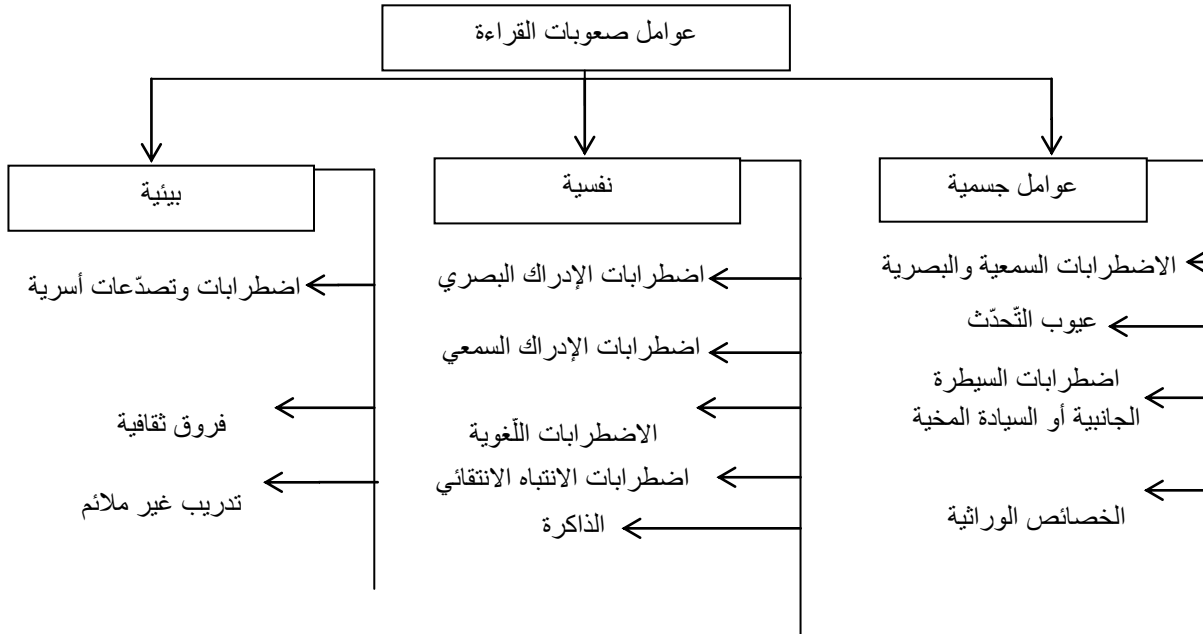 عوامل صعوبات القراءة
عوامل جسمية
الاضطرابات السمعية والبصرية
عيوب التّحدّث
اضطرابات السيطرة
الجانبية أو السيادة المخية
الخصائص الوراثية
نفسية
اضطرابات الإدراك البصري
اضطرابات الإدراك السمعي
الاضطرابات اللّغوية
اضطرابات الانتباه الانتقائي
الذاكرة
بيئية
اضطرابات وتصدّعات أسرية
فروق ثقافية
تدريب غير ملائم